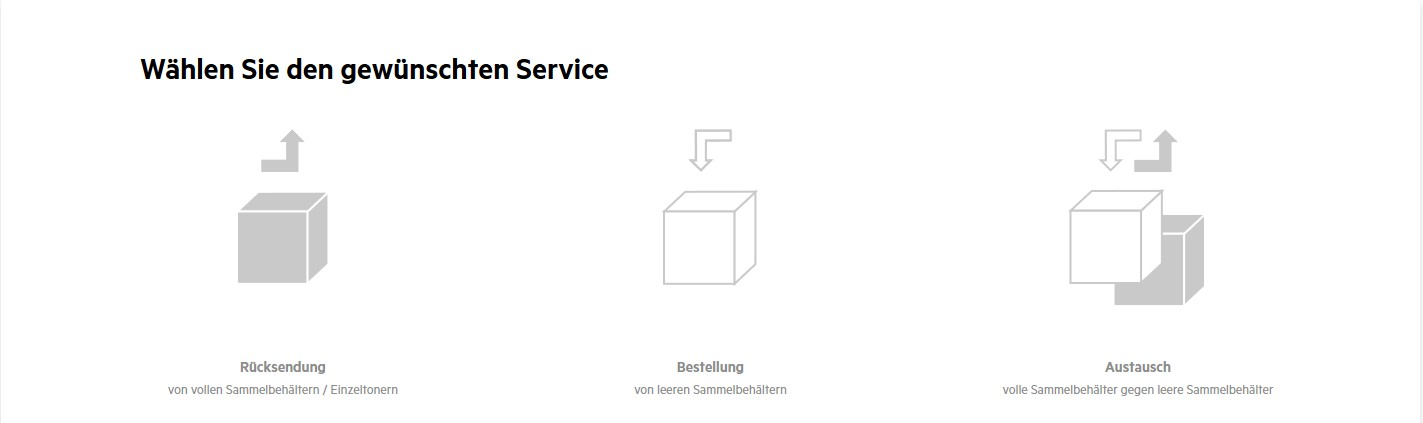 Wählen Sie den gewünschten Service
Rücksendung
von vollen Sammelbehältern / Einzeltonern
Bestellung
von leeren Sammelbehältern
Austausch
volle Sammelbehälter gegen leere Sammelbehälter